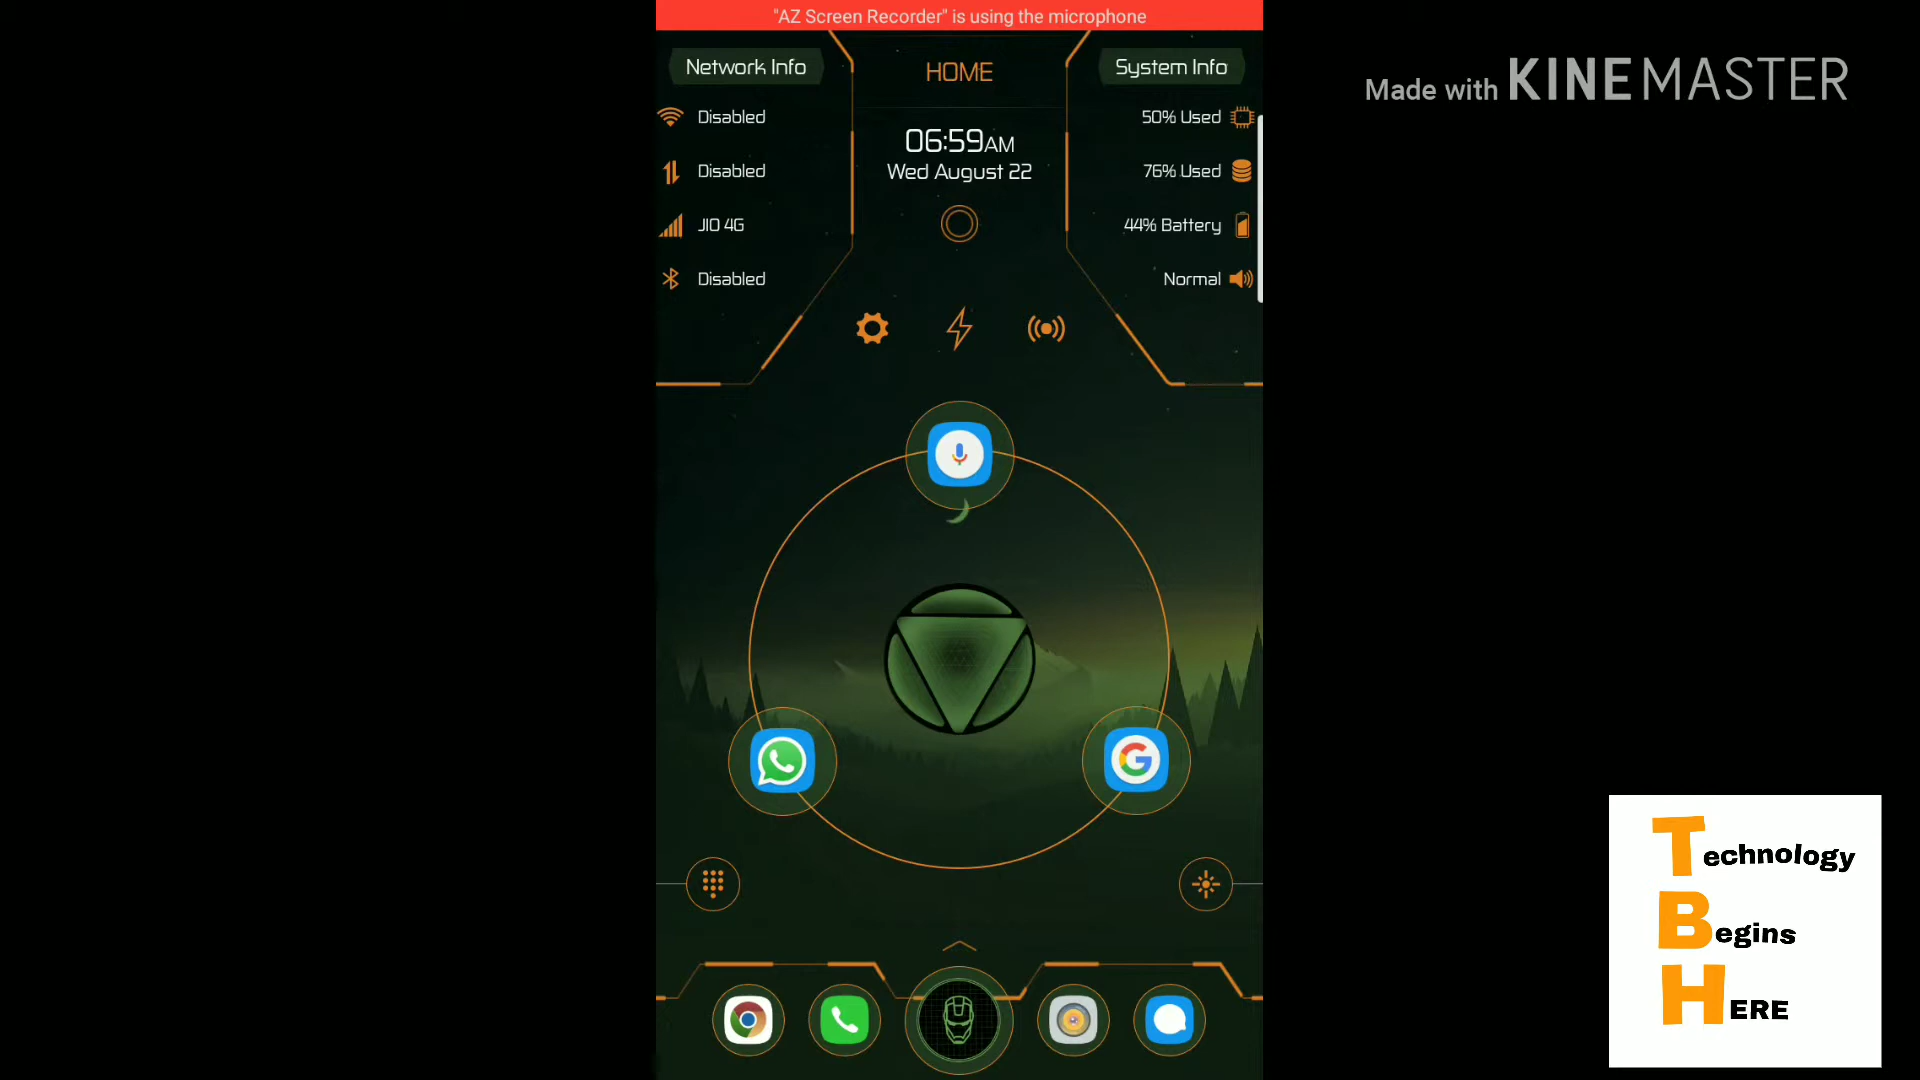 "AZ Screen Recorder" is using the microphone
Made with KINEMASTER
Network Info
HOME
System Info
Disabled
06:59AM
50% Used
Disabled
Wed August 22
76% Used
JIO 4G
44% Battery
Disabled
Normal
Technology
Begins
HERE